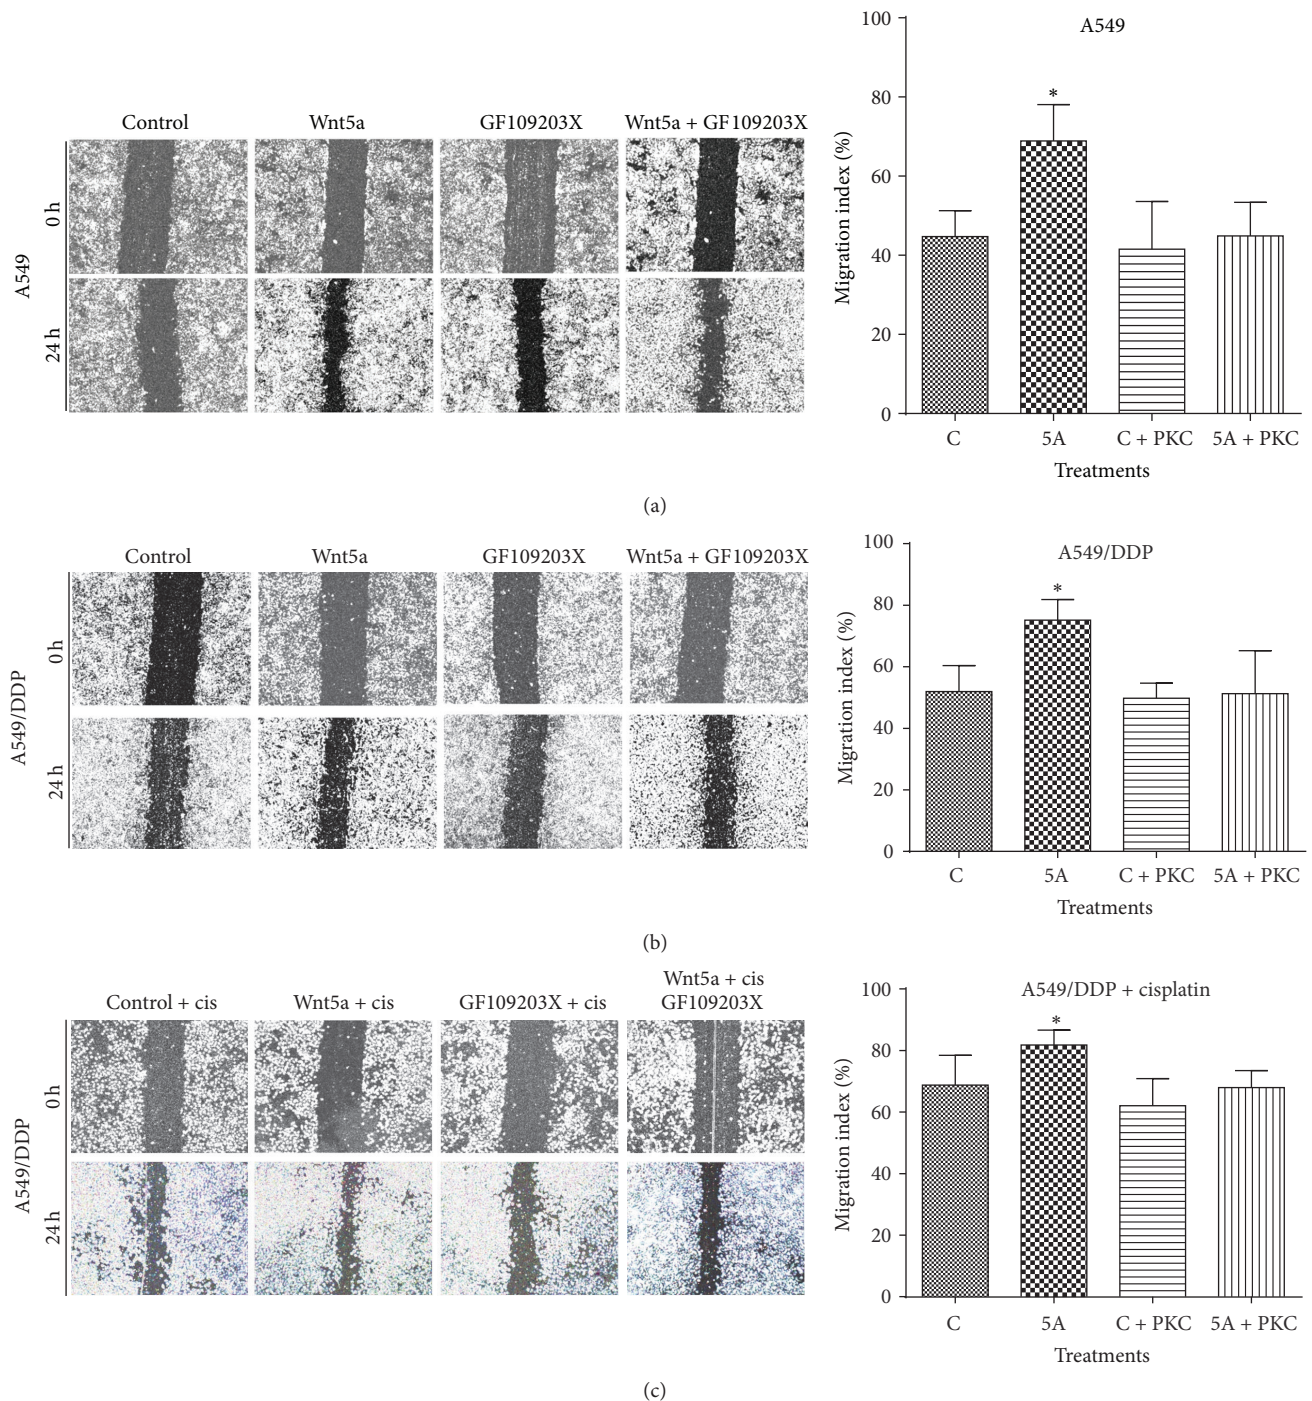 Control Wnt5a GF109203X Wnt5a + GF109203X
A549
0 h
24 h
A549
100
80
60
40
20
0
Migration index (%)
*
C 5A C + PKC 5A + PKC
Treatments
(a)
Control Wnt5a GF109203X Wnt5a + GF109203X
A549/DDP
0 h
24 h
A549/DDP
100
80
60
40
20
0
Migration index (%)
*
C 5A C + PKC 5A + PKC
Treatments
(b)
Control + cis Wnt5a + cis GF109203X + cis Wnt5a + cis
GF109203X
A549/DDP
0 h
24 h
A549/DDP + cisplatin
100
80
60
40
20
0
Migration index (%)
*
C 5A C + PKC 5A + PKC
Treatments
(c)